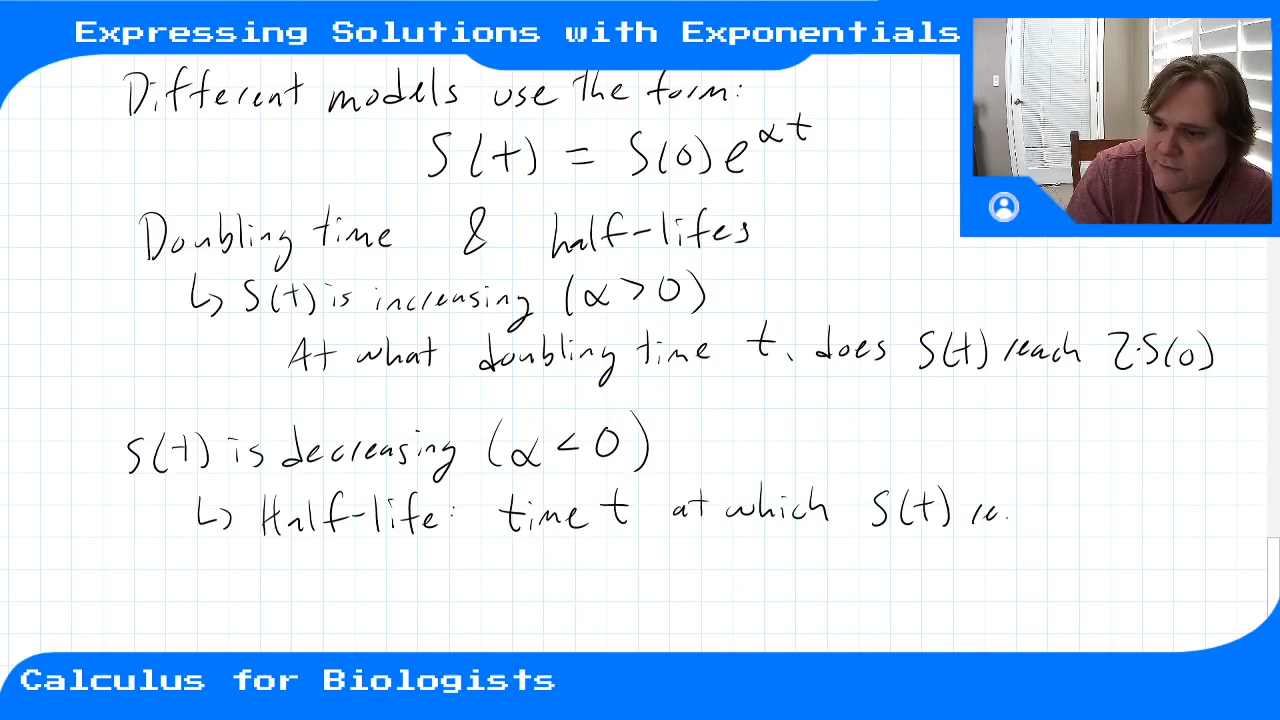 Expressing Solutions with Exponentials
Different models use the form:
S(t) = S(0)e^{αt}
Doubling time & half-lifes
↳ S(t) is increasing (α > 0)
At what doubling time t, does S(t) reach 2·S(0)
S(t) is decreasing (α < 0)
↳ Half-life: time t at which S(t)
Calculus for Biologists